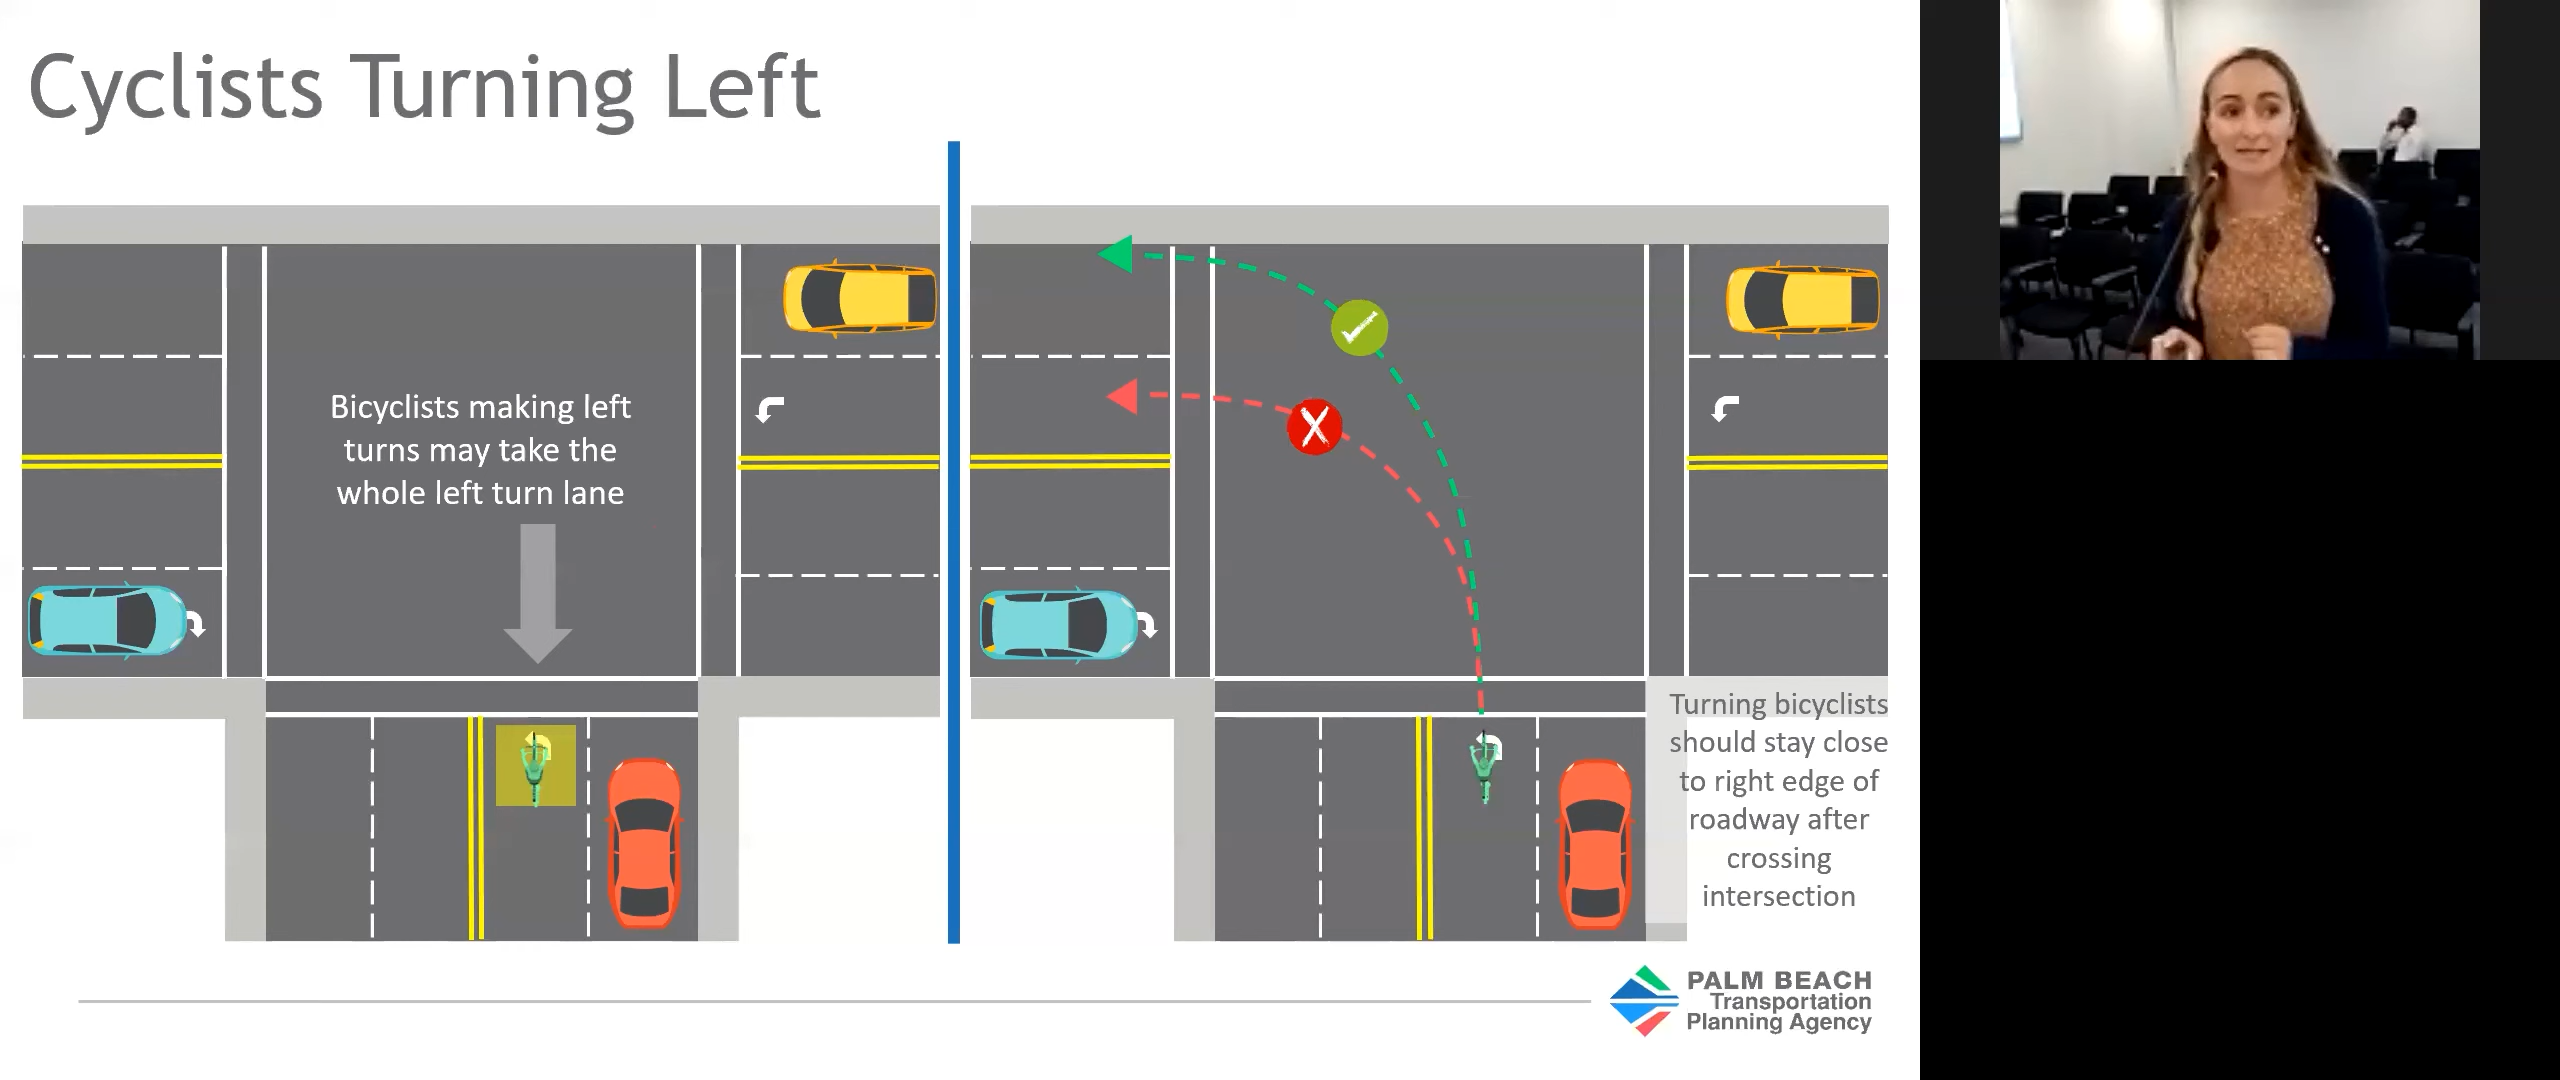 Cyclists Turning Left
Bicyclists making left
turns may take the
whole left turn lane
X
Turning bicyclists
should stay close
to right edge of
roadway after
crossing
intersection
PALM BEACH
Transportation
Planning Agency